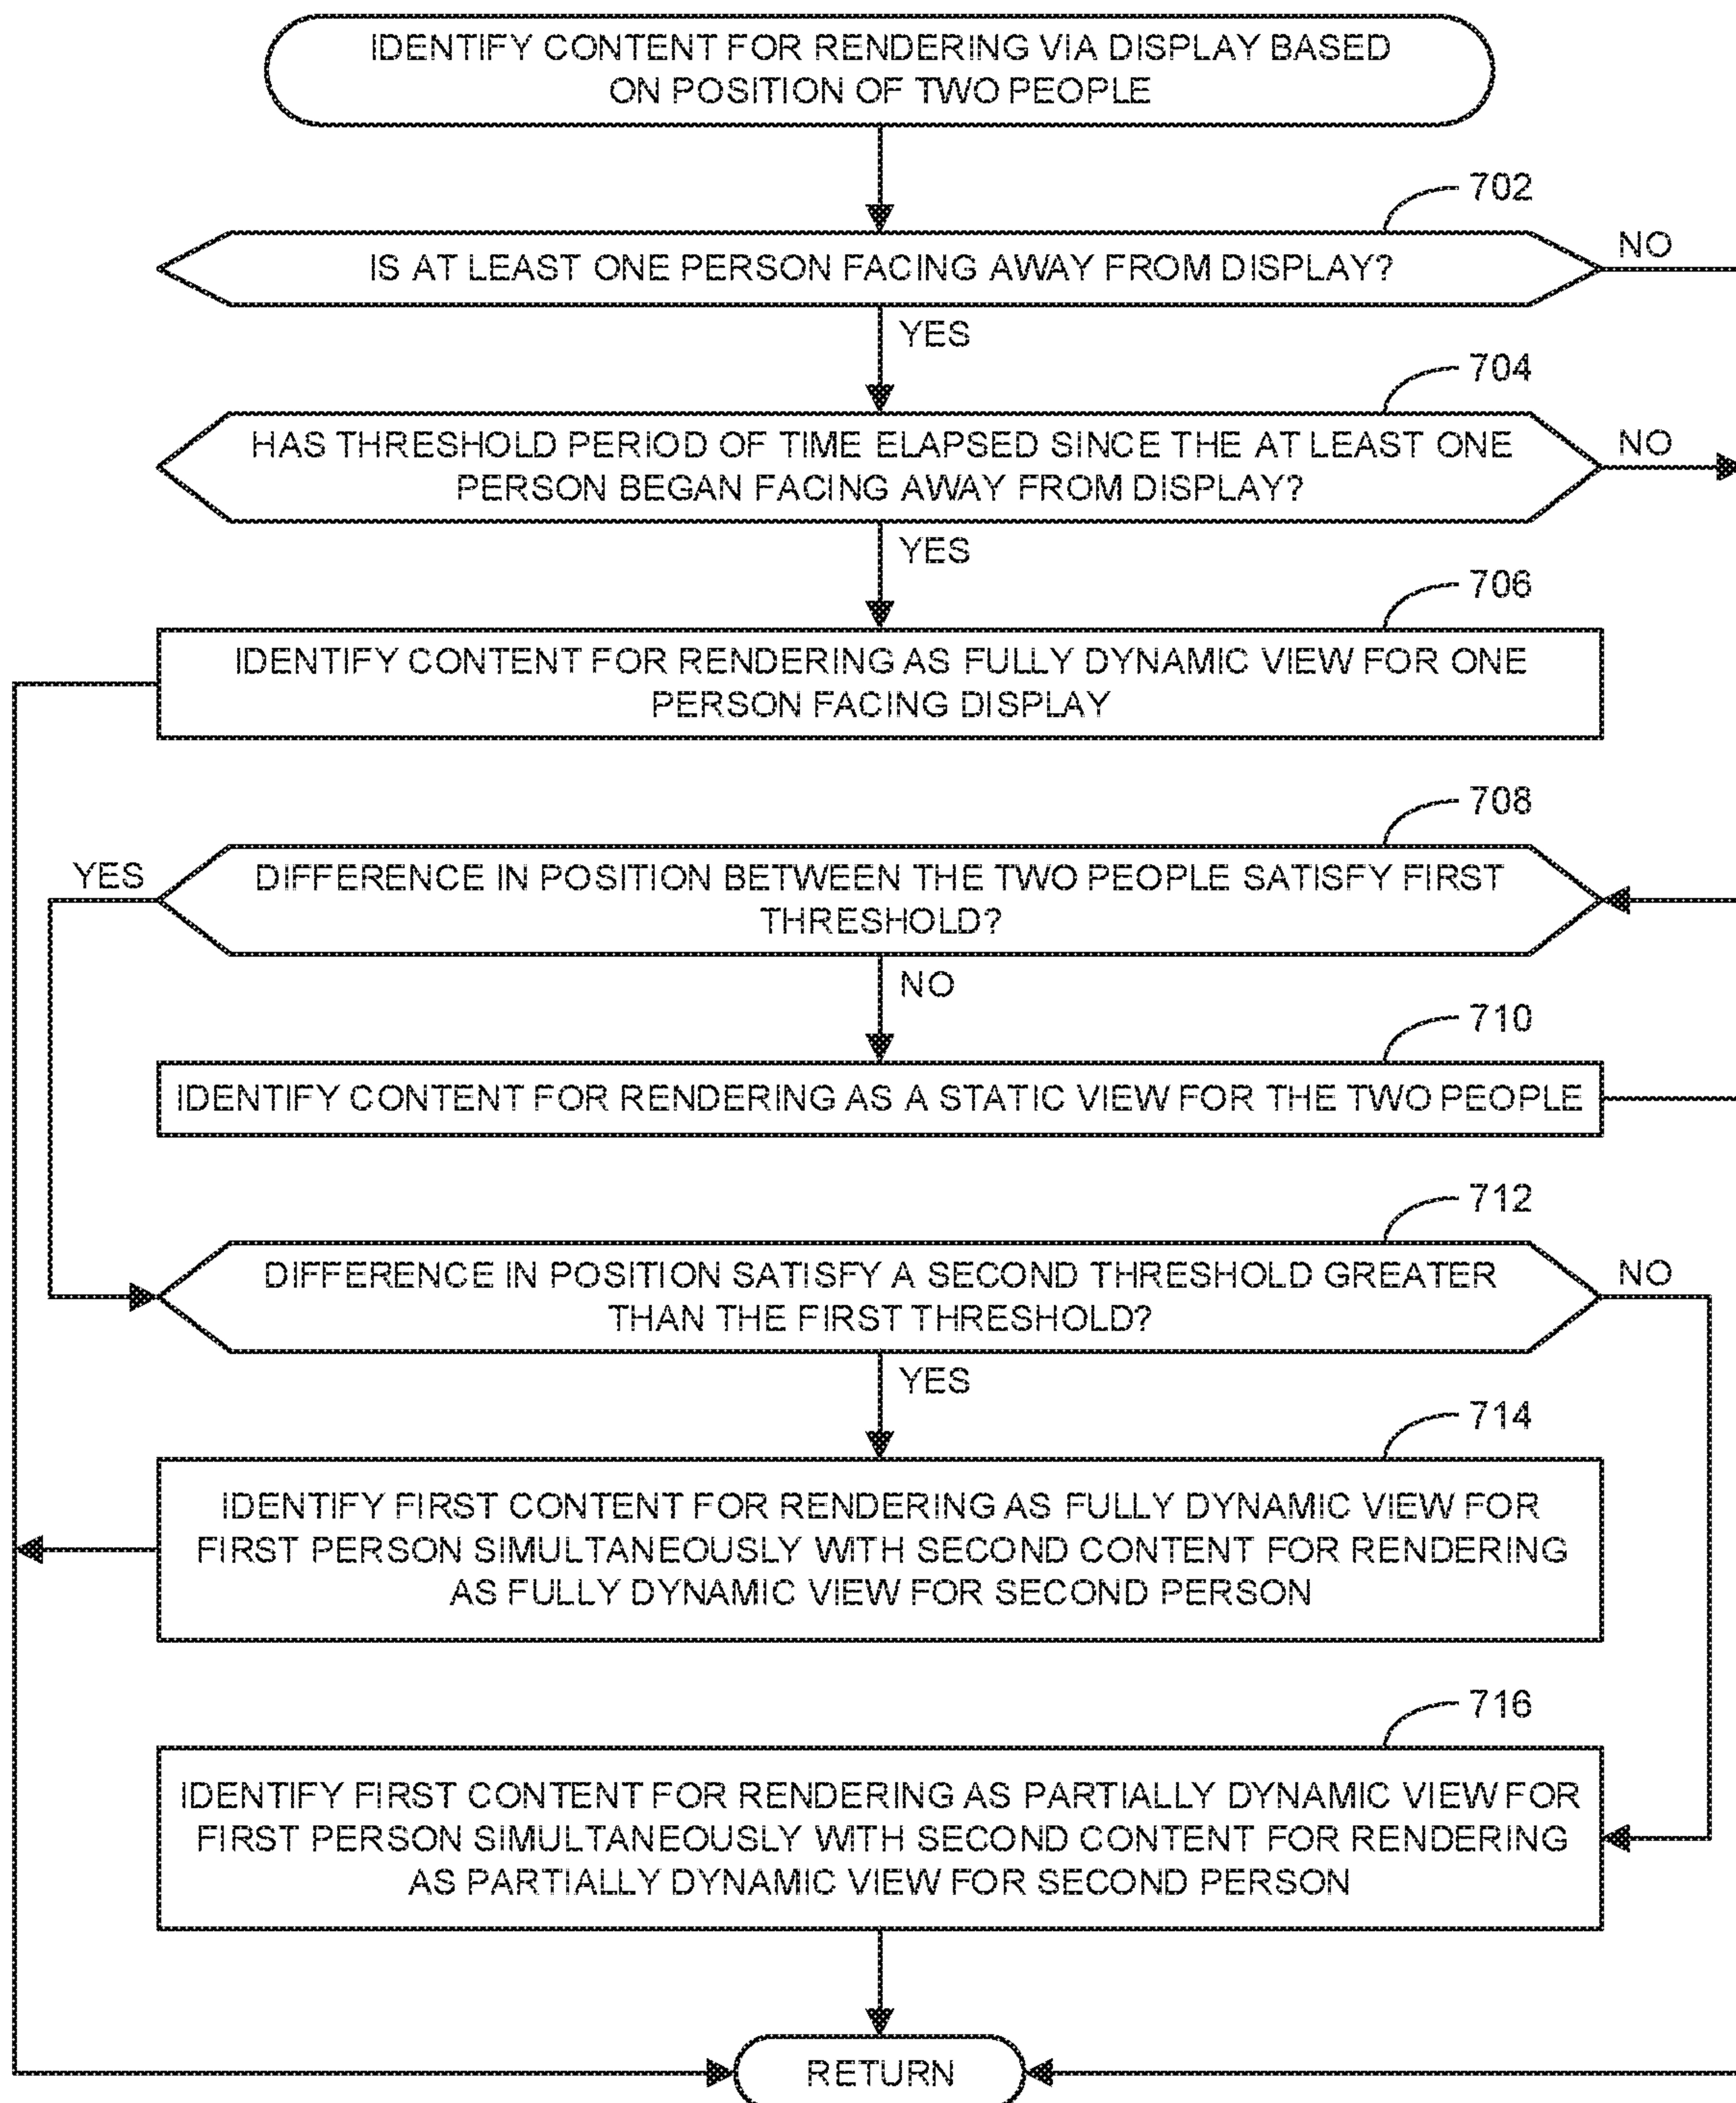 IDENTIFY CONTENT FOR RENDERING VIA DISPLAY BASED
ON POSITION OF TWO PEOPLE
702
IS AT LEAST ONE PERSON FACING AWAY FROM DISPLAY?
NO
YES
704
HAS THRESHOLD PERIOD OF TIME ELAPSED SINCE THE AT LEAST ONE
PERSON BEGAN FACING AWAY FROM DISPLAY?
NO
YES
706
IDENTIFY CONTENT FOR RENDERING AS FULLY DYNAMIC VIEW FOR ONE
PERSON FACING DISPLAY
708
YES
DIFFERENCE IN POSITION BETWEEN THE TWO PEOPLE SATISFY FIRST
THRESHOLD?
NO
710
IDENTIFY CONTENT FOR RENDERING AS A STATIC VIEW FOR THE TWO PEOPLE
712
DIFFERENCE IN POSITION SATISFY A SECOND THRESHOLD GREATER
THAN THE FIRST THRESHOLD?
NO
YES
714
IDENTIFY FIRST CONTENT FOR RENDERING AS FULLY DYNAMIC VIEW FOR
FIRST PERSON SIMULTANEOUSLY WITH SECOND CONTENT FOR RENDERING
AS FULLY DYNAMIC VIEW FOR SECOND PERSON
716
IDENTIFY FIRST CONTENT FOR RENDERING AS PARTIALLY DYNAMIC VIEW FOR
FIRST PERSON SIMULTANEOUSLY WITH SECOND CONTENT FOR RENDERING
AS PARTIALLY DYNAMIC VIEW FOR SECOND PERSON
RETURN